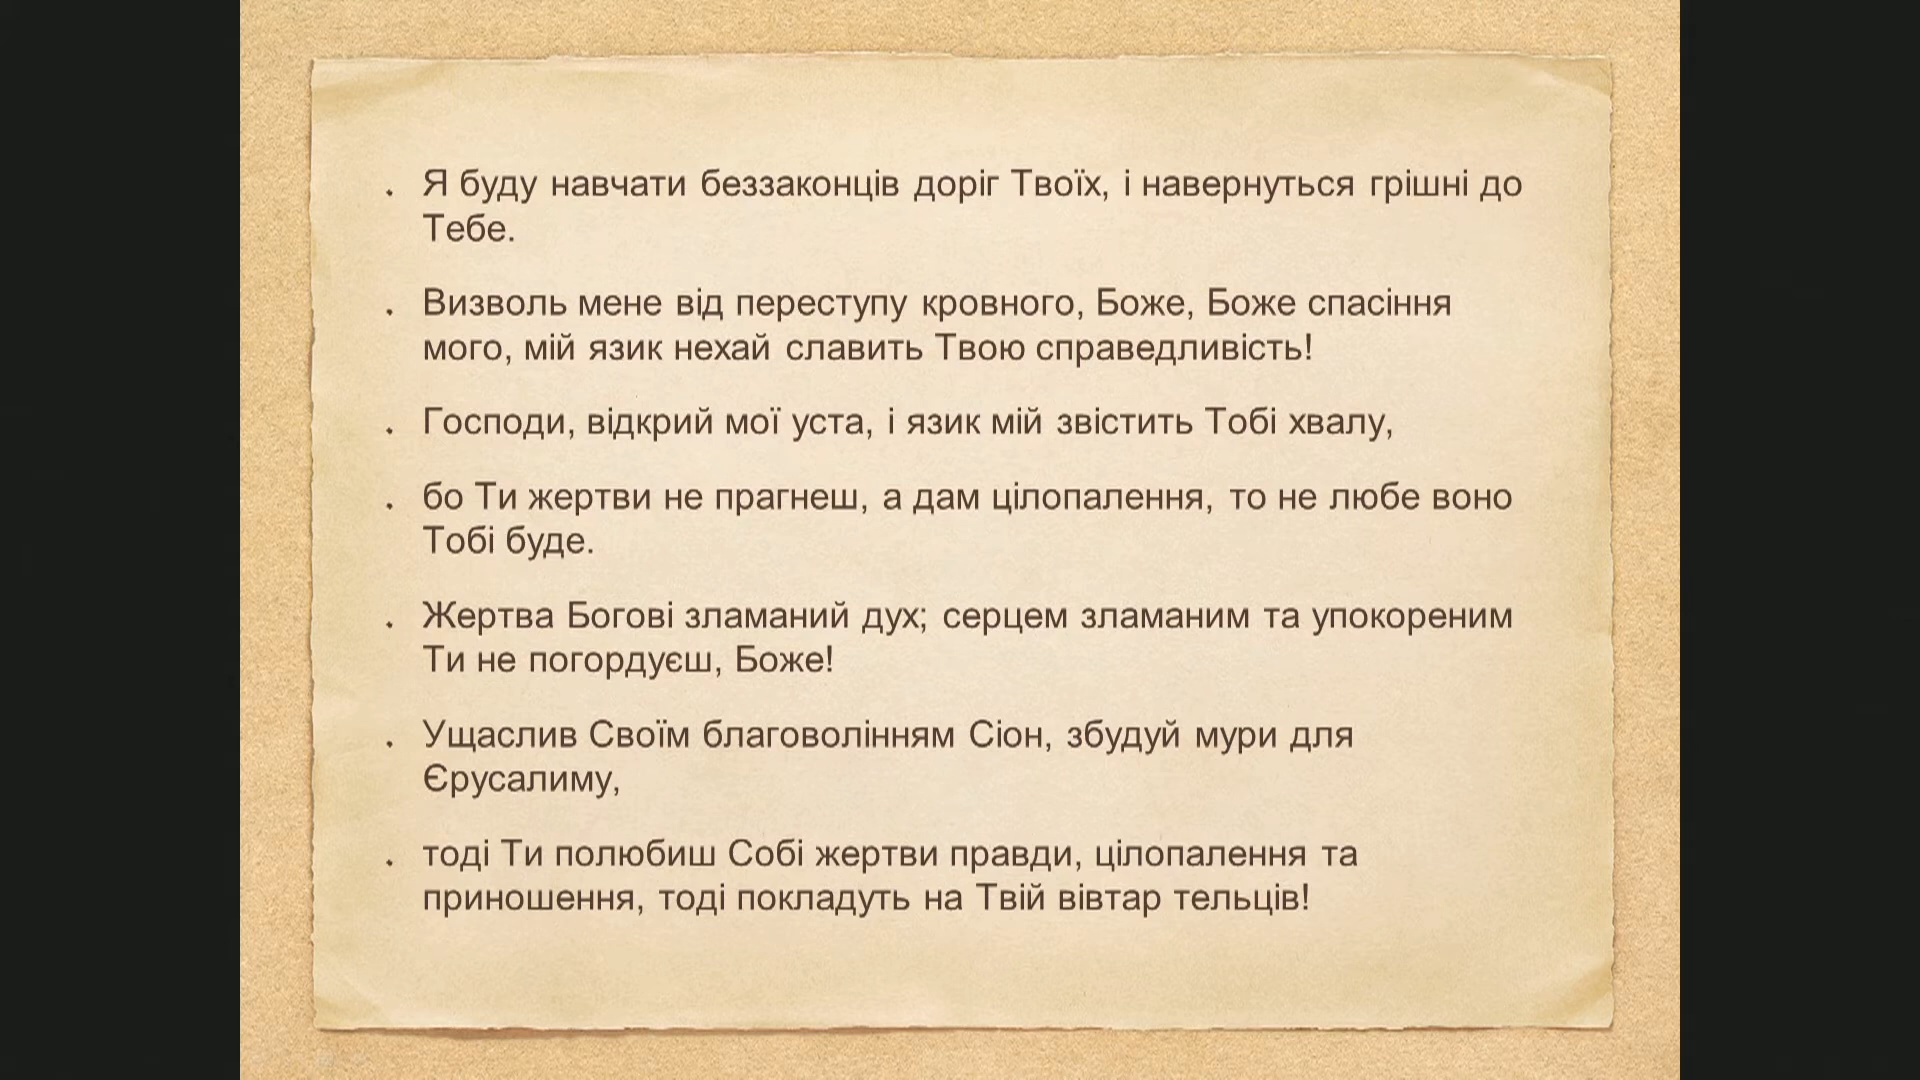 . Я буду навчати беззаконців доріг Твоїх, і навернуться грішні до
Тебе.
. Визволь мене від переступу кровного, Боже, Боже спасіння
мого, мій язик нехай славить Твою справедливість!
. Господи, відкрий мої уста, і язик мій звістить Тобі хвалу,
. бо Ти жертви не прагнеш, а дам цілопалення, то не любе воно
Тобі буде.
. Жертва Богові зламаний дух; серцем зламаним та упокореним
Ти не погордуєш, Боже!
. Ущаслив Своїм благоволінням Сіон, збудуй мури для
Єрусалиму,
. тоді Ти полюбиш Собі жертви правди, цілопалення та
приношення, тоді покладуть на Твій вівтар тельців!